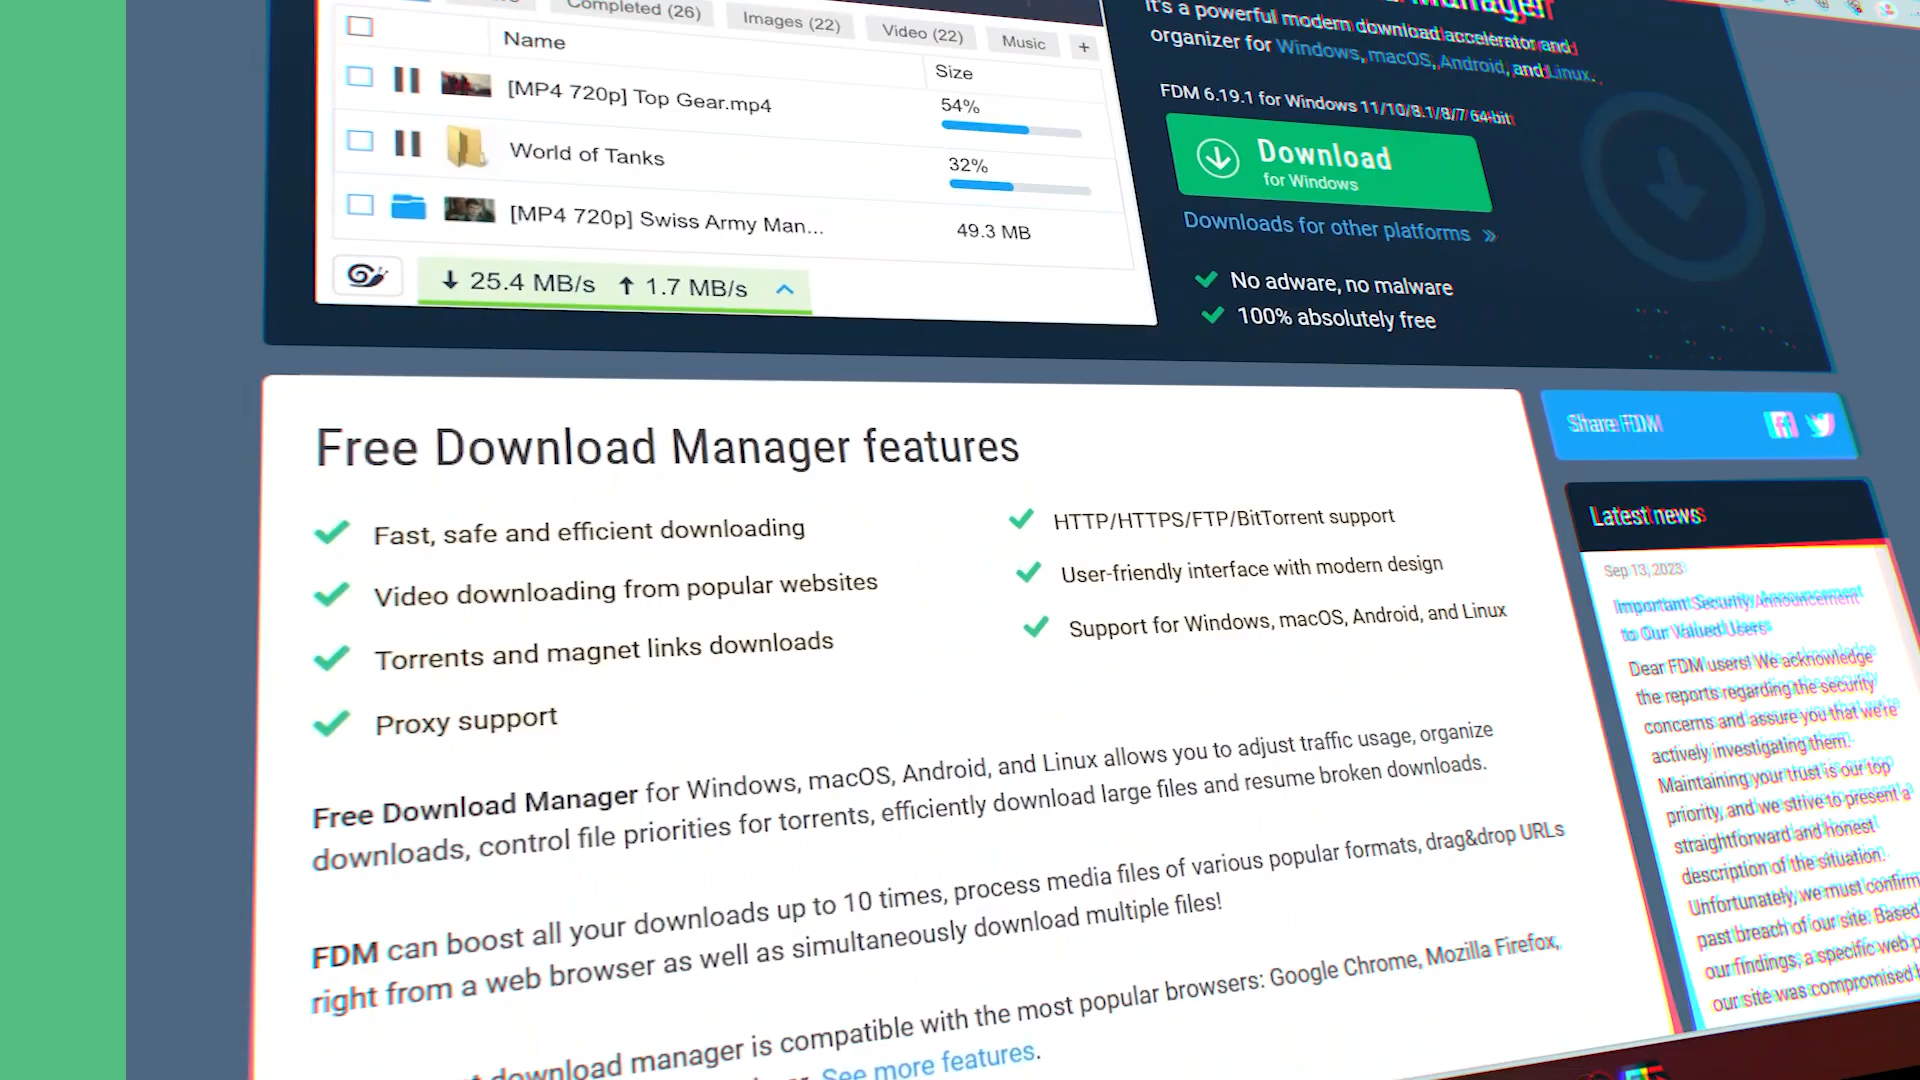 Completed (26)
Images (22)
Video (22)
Music
+
Name
Size
[MP4 720p] Top Gear.mp4
54%
World of Tanks
32%
[MP4 720p] Swiss Army Man...
49.3 MB
25.4 MB/s
1.7 MB/s
Manager
It's a powerful modern download accelerator and
organizer for Windows, macOS, Android, and Linux.
FDM 6.19.1 for Windows 11/10/8.1/8/7 64-bit
Download
for Windows
Downloads for other platforms »
No adware, no malware
100% absolutely free
Free Download Manager features
Fast, safe and efficient downloading
Video downloading from popular websites
Torrents and magnet links downloads
Proxy support
HTTP/HTTPS/FTP/BitTorrent support
User-friendly interface with modern design
Support for Windows, macOS, Android, and Linux
Free Download Manager for Windows, macOS, Android, and Linux allows you to adjust traffic usage, organize
downloads, control file priorities for torrents, efficiently download large files and resume broken downloads.
FDM can boost all your downloads up to 10 times, process media files of various popular formats, drag&drop URLs
right from a web browser as well as simultaneously download multiple files!
download manager is compatible with the most popular browsers: Google Chrome, Mozilla Firefox,
See more features.
Share FDM
Latest news
Sep 13, 2023
Important Security Announcement
to Our Valued Users
Dear FDM users! We acknowledge
the reports regarding the security
concerns and assure you that we're
actively investigating them.
Maintaining your trust is our top
priority, and we strive to present a
straightforward and honest
description of the situation.
Unfortunately, we must confirm
past breach of our site. Based
our findings, a specific web
our site was compromised